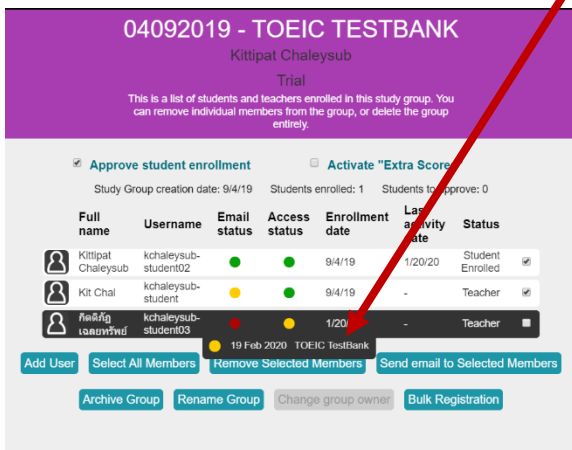 04092019 - TOEIC TESTBANK
Kittipat Chaleysub
Trial
This is a list of students and teachers enrolled in this study group. You
can remove individual members from the group, or delete the group
entirely.
Approve student enrollment Activate "Extra Score
Study Group creation date: 9/4/19 Students enrolled: 1 Students to approve: 0
Full name Username Email status Access status Enrollment date Last activity date Status
Kittipat Chaleysub kchaleysub-student02 9/4/19 1/20/20 Student Enrolled
Kit Chal kchaleysub-student 9/4/19 - Teacher
กิตติภัฏ เฉลยทรัพย์ kchaleysub-student03 1/20/ - Teacher
19 Feb 2020 TOEIC TestBank
Add User Select All Members Remove Selected Members Send email to Selected Members
Archive Group Rename Group Change group owner Bulk Registration